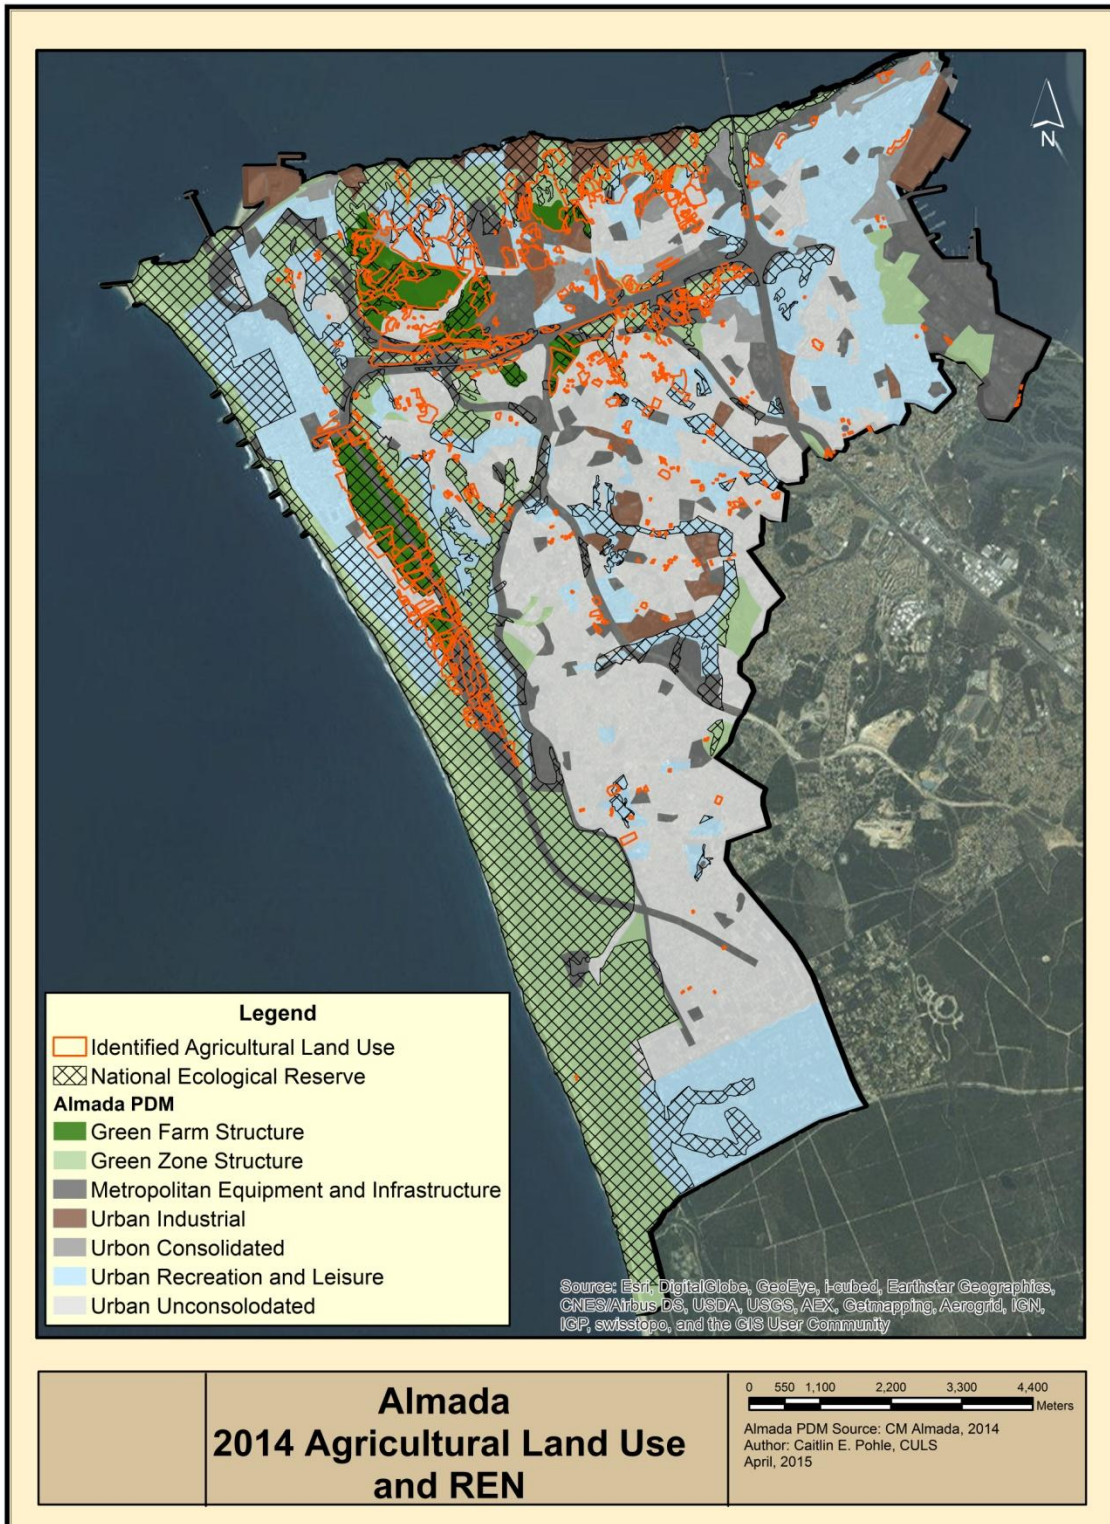 N
Legend
Identified Agricultural Land Use
National Ecological Reserve
Almada PDM
Green Farm Structure
Green Zone Structure
Metropolitan Equipment and Infrastructure
Urban Industrial
Urbon Consolidated
Urban Recreation and Leisure
Urban Unconsolodated
Source: Esri, DigitalGlobe, GeoEye, i-cubed, Earthstar Geographics,
CNES/Airbus DS, USDA, USGS, AEX, Getmapping, Aerogrid, IGN,
IGP, swisstopo, and the GIS User Community
Almada
2014 Agricultural Land Use
and REN
0 550 1,100 2,200 3,300 4,400
Meters
Almada PDM Source: CM Almada, 2014
Author: Caitlin E. Pohle, CULS
April, 2015